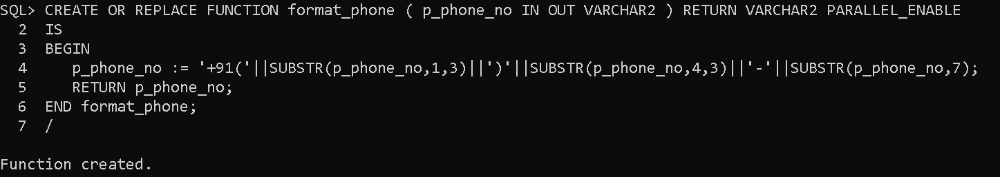 SQL> CREATE OR REPLACE FUNCTION format_phone ( p_phone_no IN OUT VARCHAR2 ) RETURN VARCHAR2 PARALLEL_ENABLE
  2  IS
  3  BEGIN
  4     p_phone_no := '+91('||SUBSTR(p_phone_no,1,3)||')'||SUBSTR(p_phone_no,4,3)||'-'||SUBSTR(p_phone_no,7);
  5     RETURN p_phone_no;
  6  END format_phone;
  7  /
Function created.